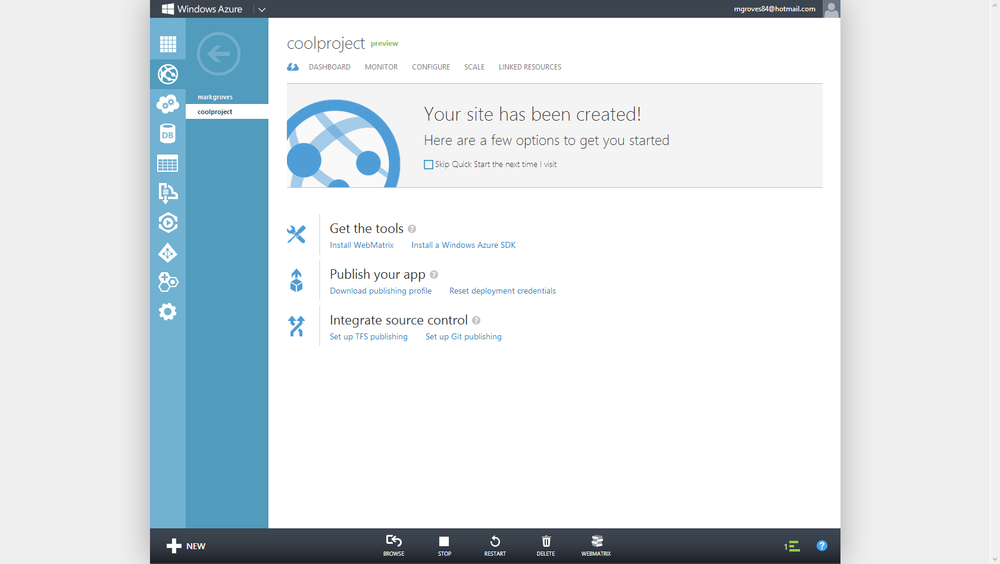 Windows Azure
mgroves84@hotmail.com
coolproject preview
DASHBOARD MONITOR CONFIGURE SCALE LINKED RESOURCES
markgroves
coolproject
DB
Your site has been created!
Here are a few options to get you started
Skip Quick Start the next time I visit
Get the tools ?
Install WebMatrix Install a Windows Azure SDK
Publish your app ?
Download publishing profile Reset deployment credentials
Integrate source control ?
Set up TFS publishing Set up Git publishing
NEW
BROWSE STOP RESTART DELETE WEBMATRIX
1 ?